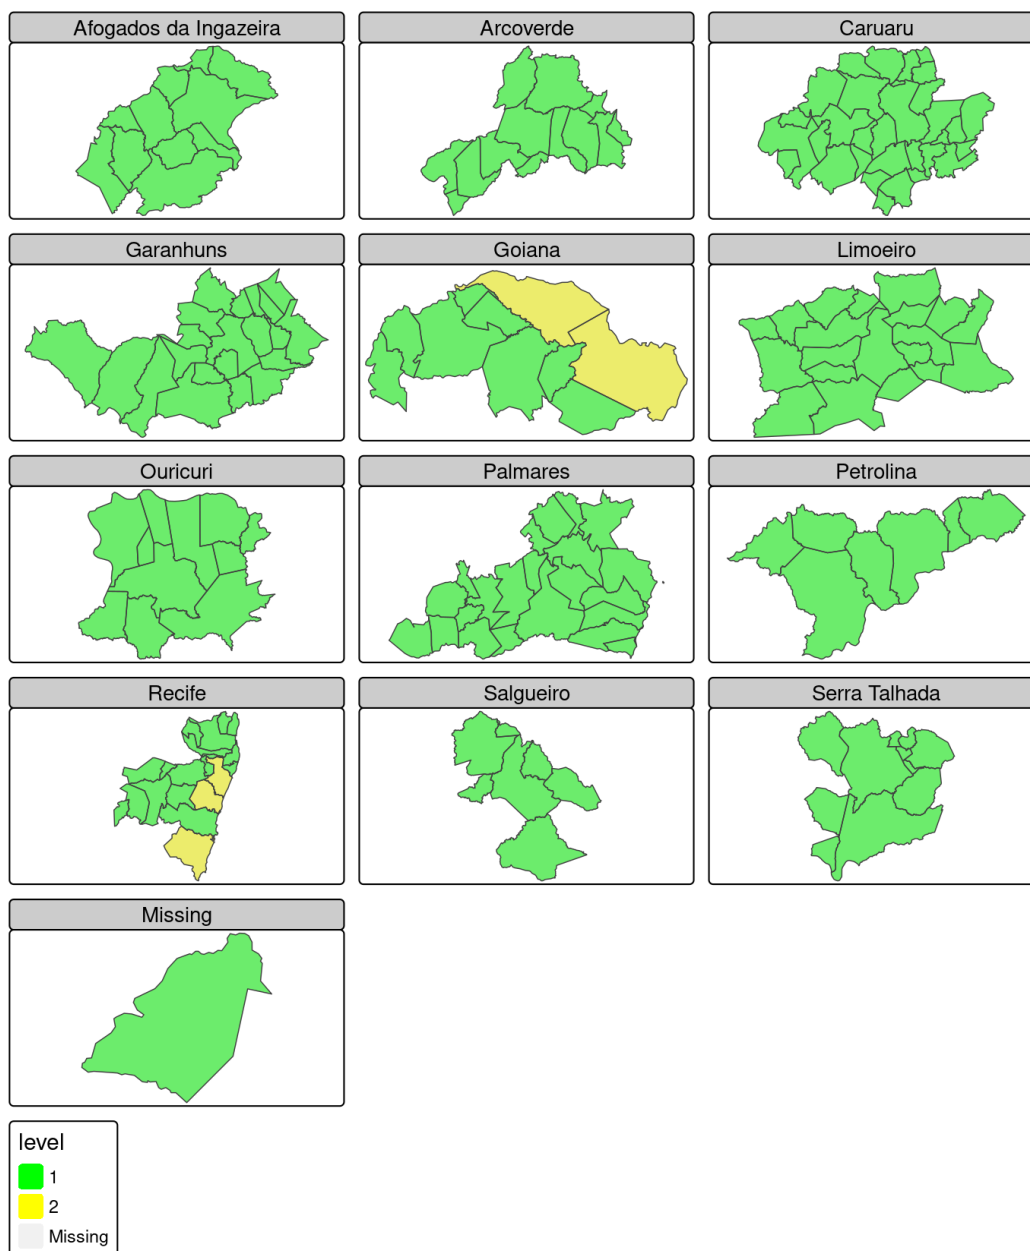 Afogados da Ingazeira
Arcoverde
Caruaru
Garanhuns
Goiana
Limoeiro
Ouricuri
Palmares
Petrolina
Recife
Salgueiro
Serra Talhada
Missing
level
1
2
Missing